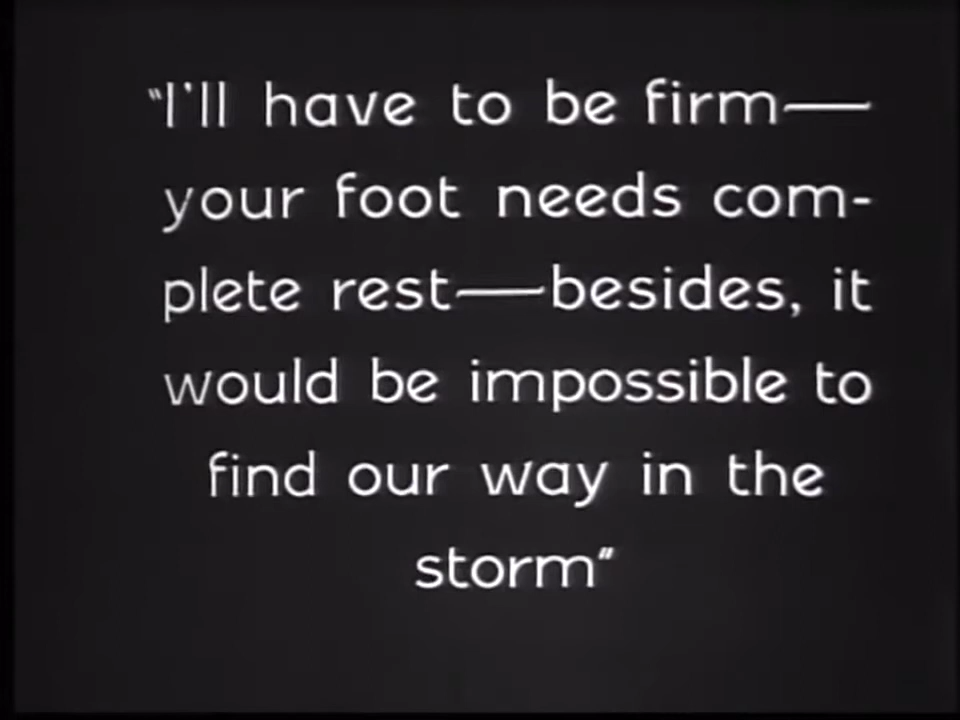 "I'll have to be firm—
your foot needs com-
plete rest—besides, it
would be impossible to
find our way in the
storm"